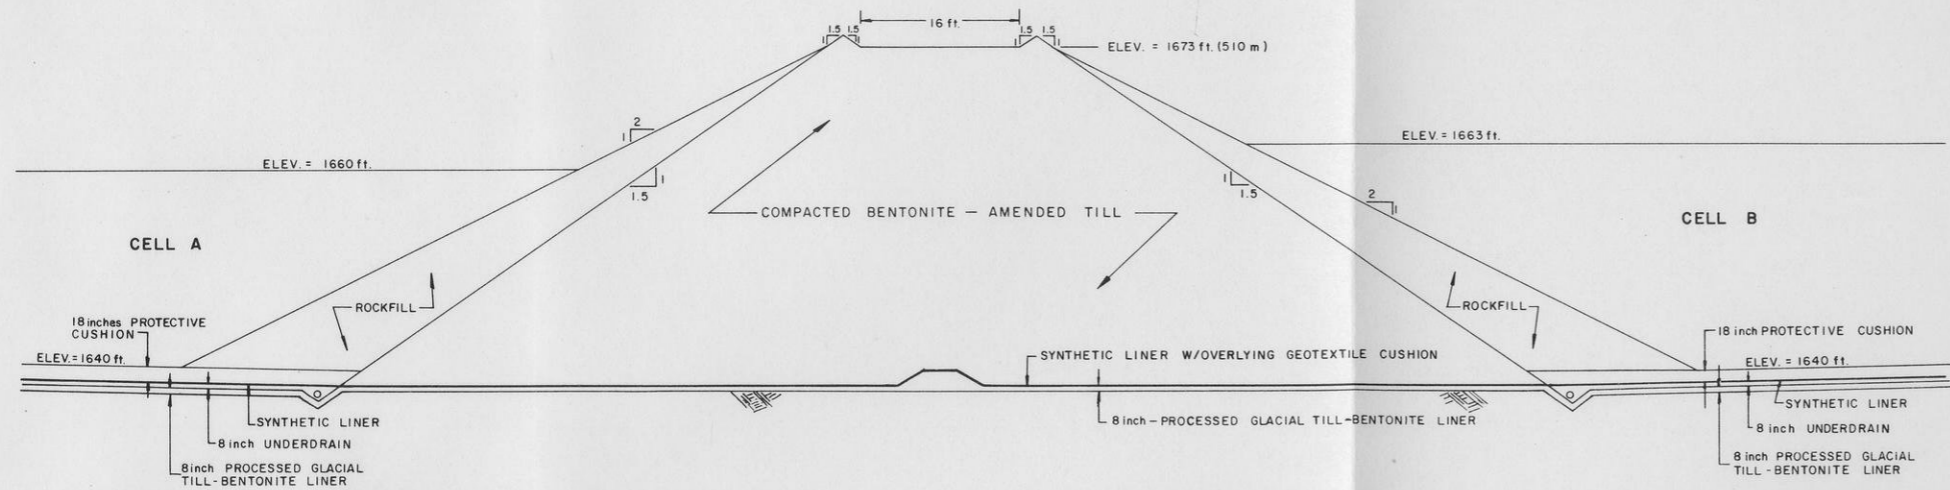 16 ft.
1.5 1.5
1 1
1.5 1.5
1 1
ELEV. = 1673 ft. (510 m)
2
1
ELEV. = 1663 ft.
ELEV. = 1660 ft.
1
1.5
1
1.5
2
1
COMPACTED BENTONITE - AMENDED TILL
CELL A
CELL B
ROCKFILL
ROCKFILL
18 inches PROTECTIVE
CUSHION
18 inch PROTECTIVE CUSHION
ELEV. = 1640 ft.
SYNTHETIC LINER W/OVERLYING GEOTEXTILE CUSHION
ELEV. = 1640 ft.
SYNTHETIC LINER
8 inch - PROCESSED GLACIAL TILL-BENTONITE LINER
SYNTHETIC LINER
8 inch UNDERDRAIN
8 inch UNDERDRAIN
8 inch PROCESSED GLACIAL
TILL-BENTONITE LINER
8 inch PROCESSED GLACIAL
TILL - BENTONITE LINER